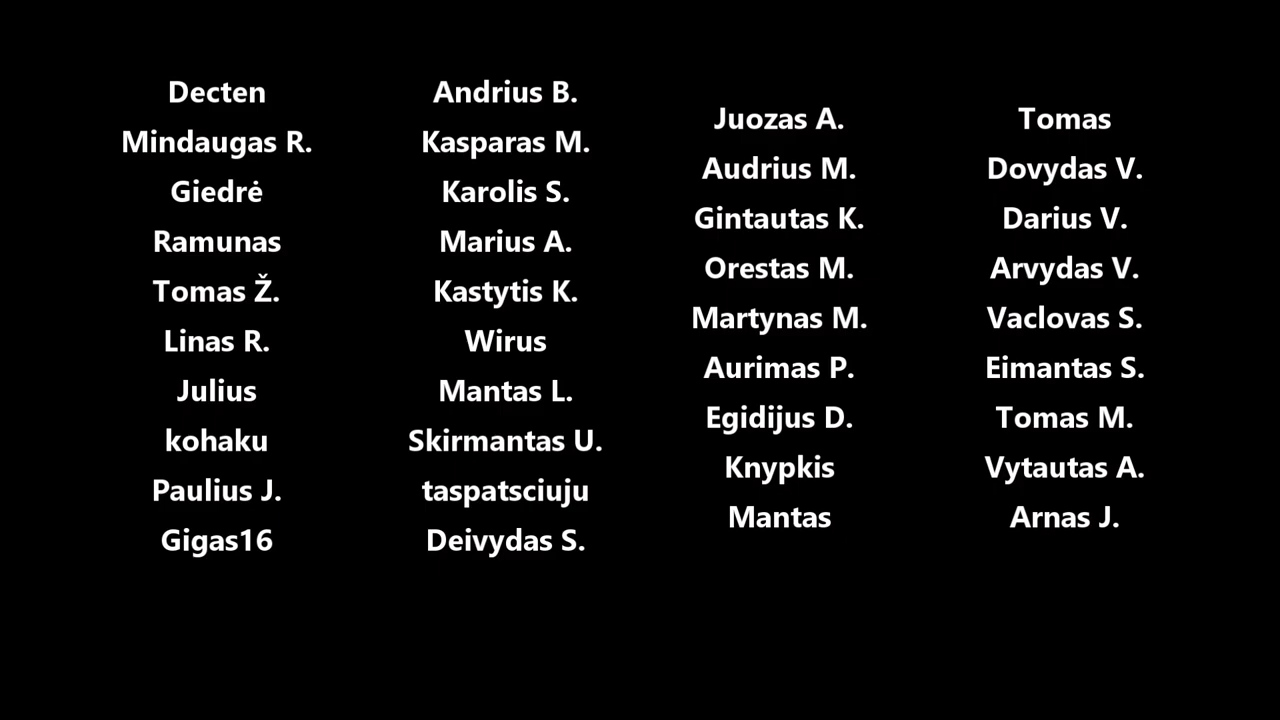 Decten
Mindaugas R.
Giedrė
Ramunas
Tomas Ž.
Linas R.
Julius
kohaku
Paulius J.
Gigas16
Andrius B.
Kasparas M.
Karolis S.
Marius A.
Kastytis K.
Wirus
Mantas L.
Skirmantas U.
taspatsciuju
Deivydas S.
Juozas A.
Audrius M.
Gintautas K.
Orestas M.
Martynas M.
Aurimas P.
Egidijus D.
Knypkis
Mantas
Tomas
Dovydas V.
Darius V.
Arvydas V.
Vaclovas S.
Eimantas S.
Tomas M.
Vytautas A.
Arnas J.